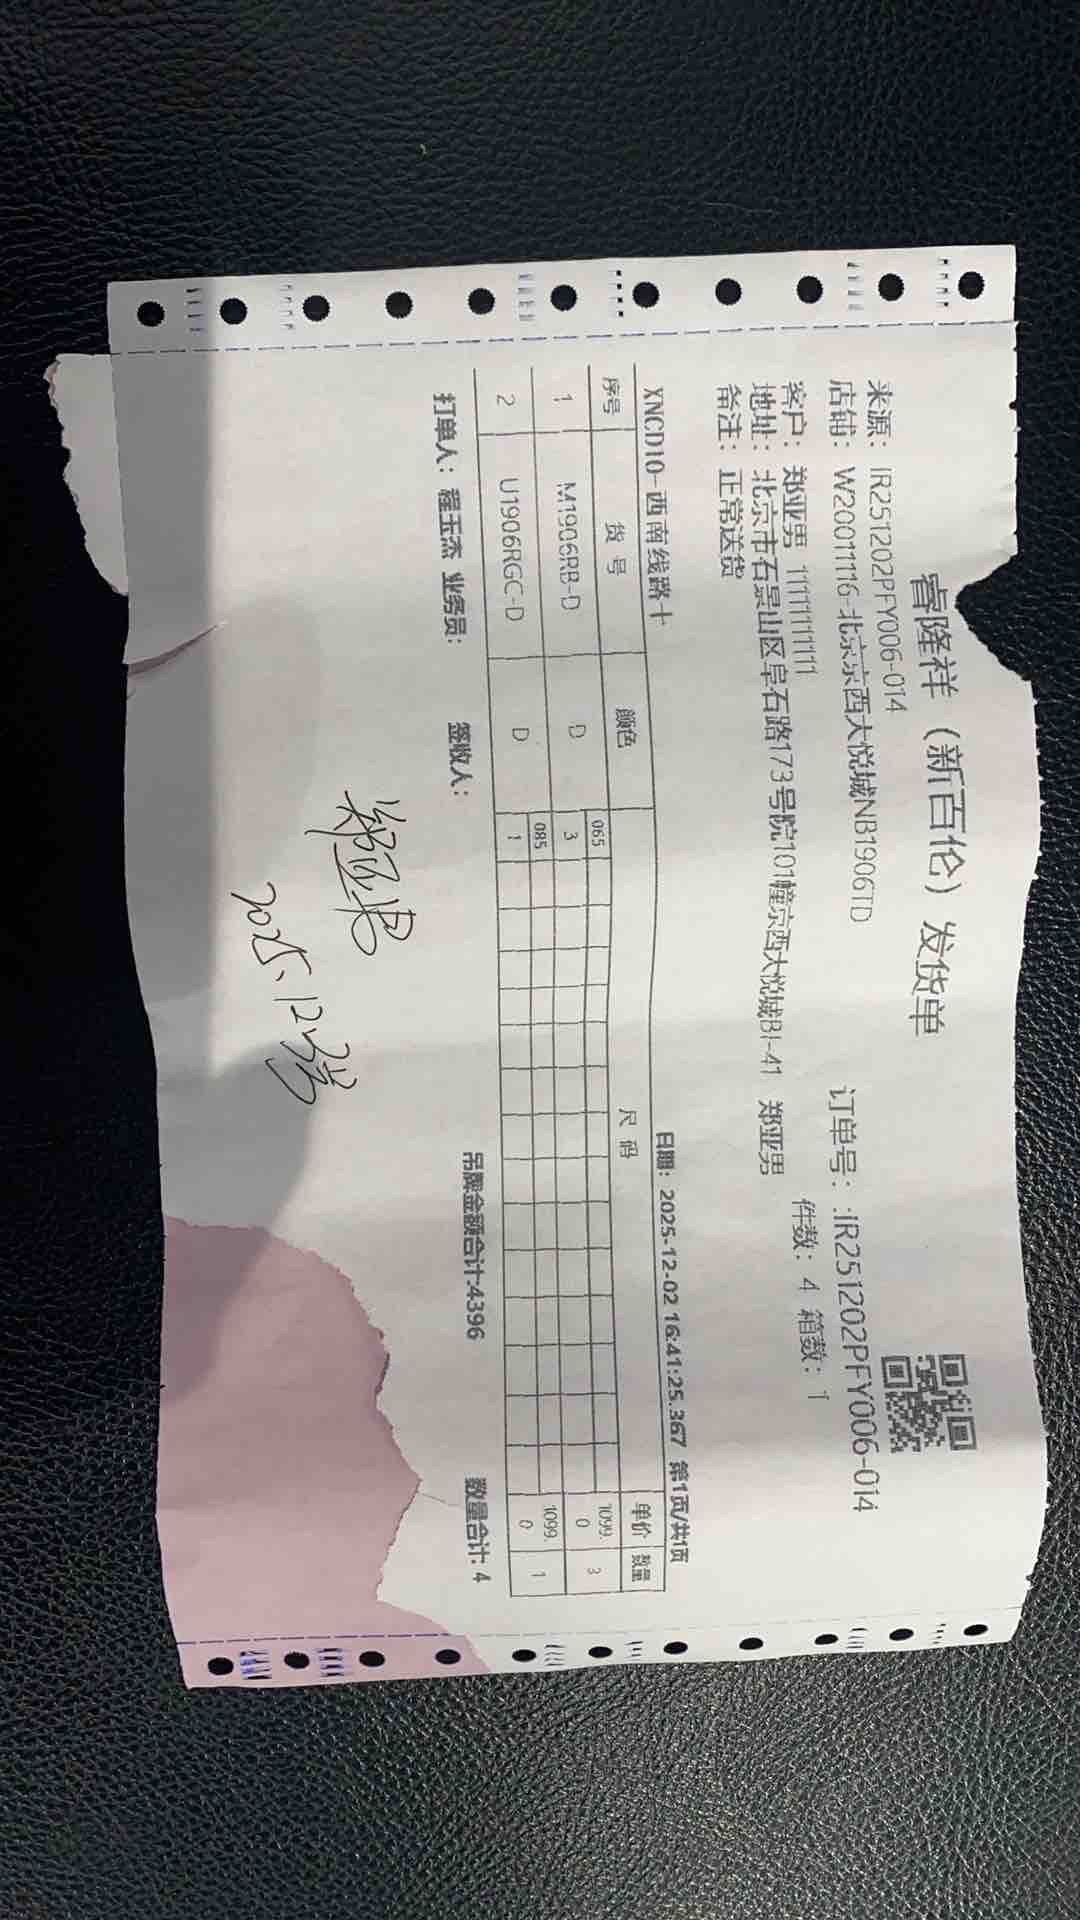 睿隆祥（新百伦）发货单
来源：IR251202PFY006-014
订单号：:IR251202PFY006-014
店铺：W20011116-北京京西大悦城NB1906TD
件数：4 箱数：1
客户：郑亚男 11111111111
地址：北京市石景山区阜石路173号院101幢京西大悦城B1-41 郑亚男
备注：正常送货
XNCD10-西南线路十 日期：2025-12-02 16:41:25.367 第1页/共1页
序号 货号 颜色 尺码 单价 数量
1 M1906RB-D D 065 3 1099.0 3
2 U1906RGC-D D 085 1 1099.0 1
打单人：程玉杰 业务员： 签收人： 吊牌金额合计:4396 数量合计: 4
郑亚男
2025.12.